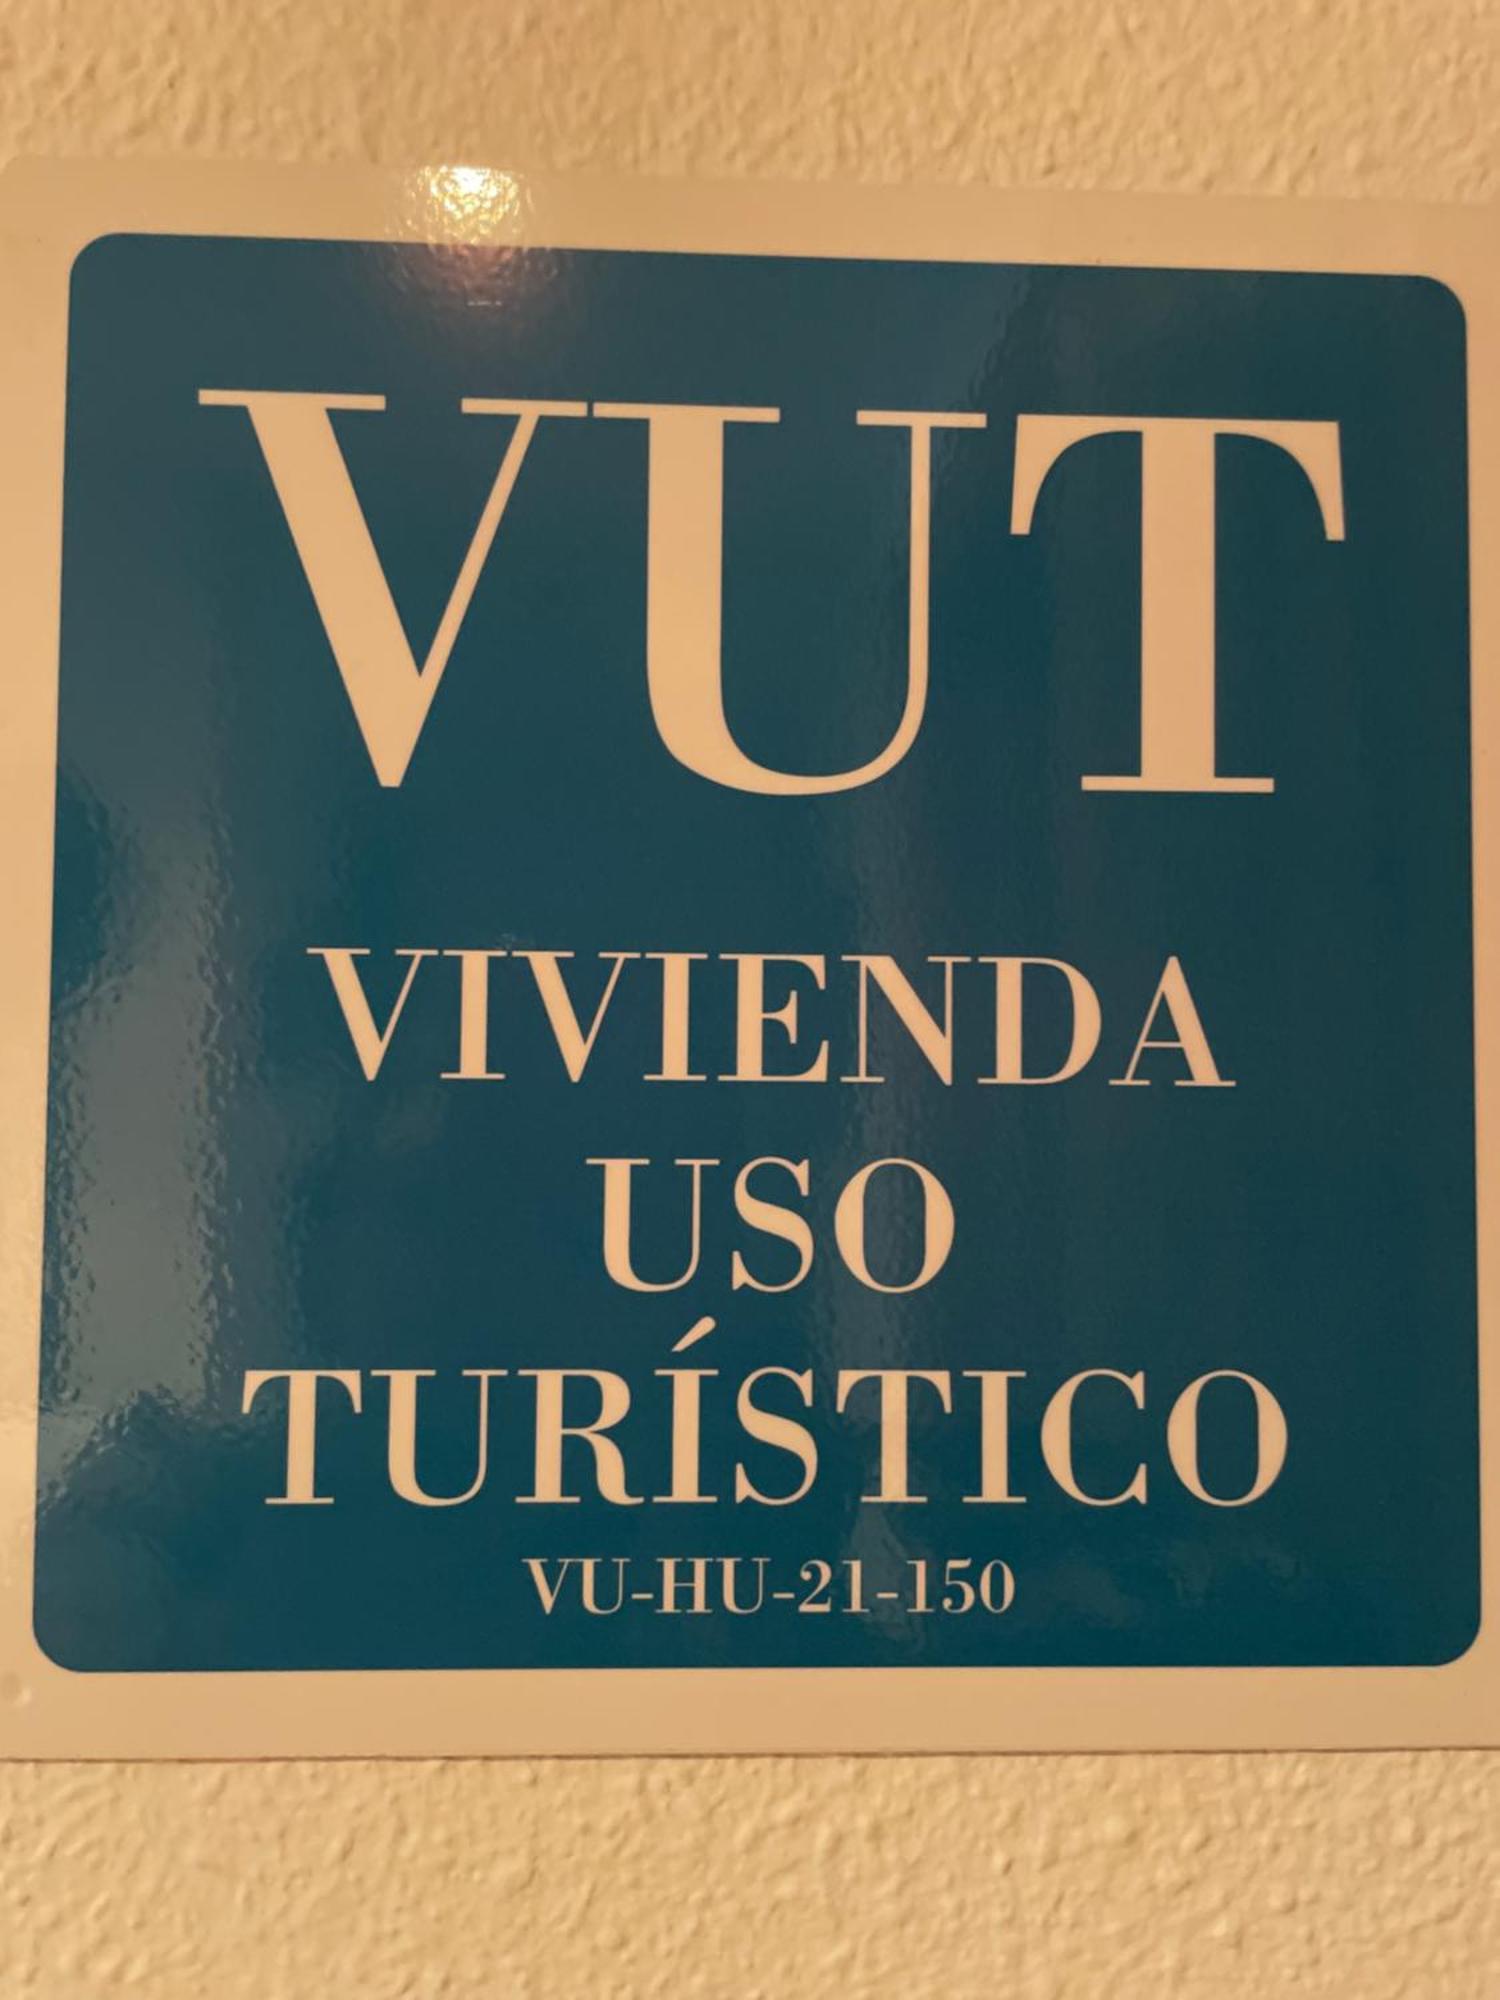 VUT
VIVIENDA
USO
TURÍSTICO
VU-HU-21-150